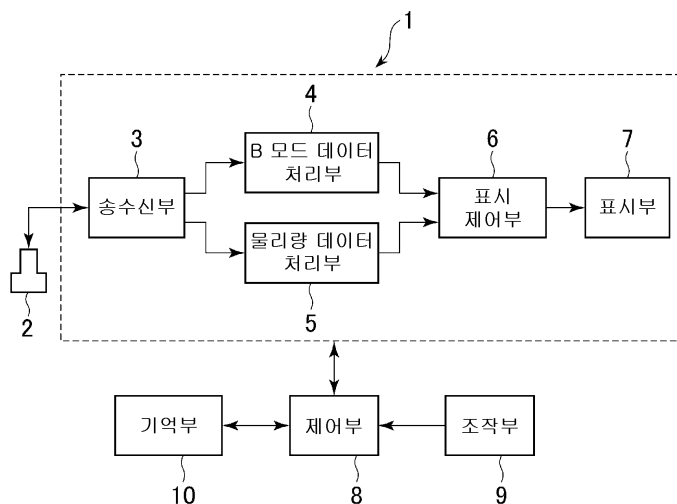 1
4
B 모드 데이터
처리부
3
송수신부
6
표시
제어부
7
표시부
물리량 데이터
처리부
5
2
기억부
10
제어부
8
조작부
9